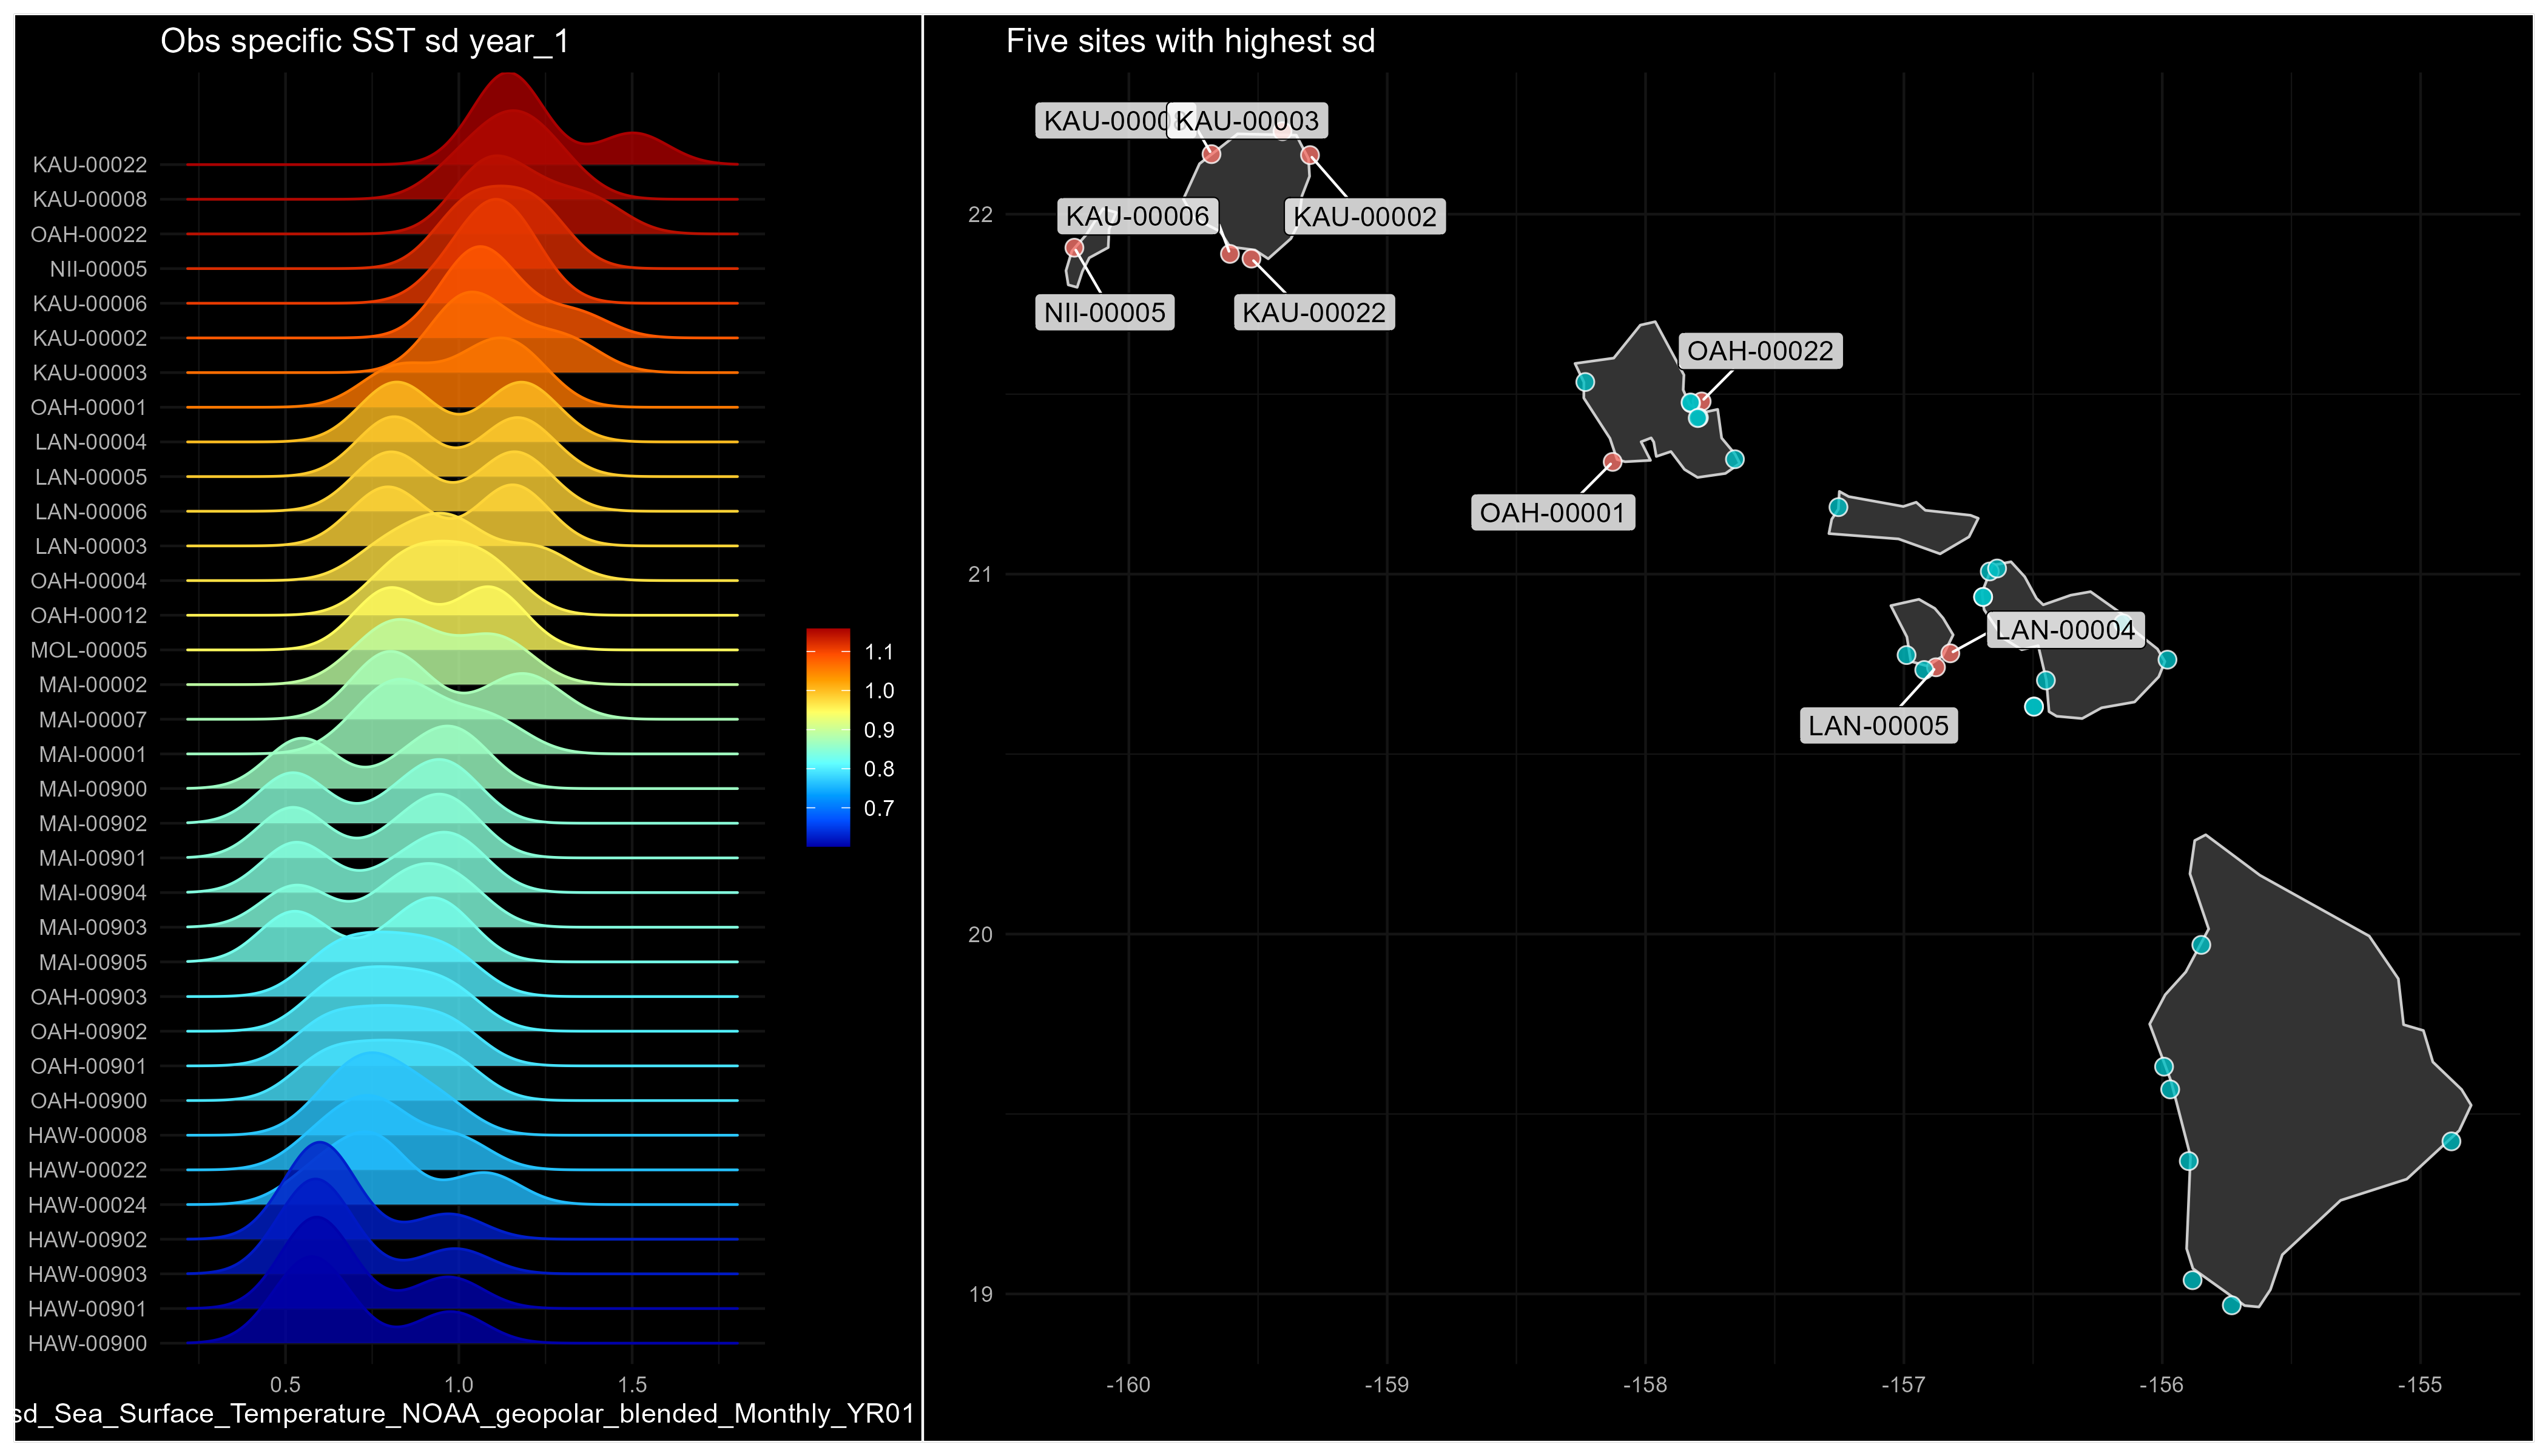 Obs specific SST sd year_1
KAU-00022
KAU-00008
OAH-00022
NII-00005
KAU-00006
KAU-00002
KAU-00003
OAH-00001
LAN-00004
LAN-00005
LAN-00006
LAN-00003
OAH-00004
OAH-00012
MOL-00005
MAI-00002
MAI-00007
MAI-00001
MAI-00900
MAI-00902
MAI-00901
MAI-00904
MAI-00903
MAI-00905
OAH-00903
OAH-00902
OAH-00901
OAH-00900
HAW-00008
HAW-00022
HAW-00024
HAW-00902
HAW-00903
HAW-00901
HAW-00900
0.5 1.0 1.5
sd_Sea_Surface_Temperature_NOAA_geopolar_blended_Monthly_YR01
1.1
1.0
0.9
0.8
0.7
Five sites with highest sd
KAU-0000
KAU-00003
KAU-00006
KAU-00002
NII-00005
KAU-00022
OAH-00022
OAH-00001
LAN-00004
LAN-00005
22
21
20
19
-160 -159 -158 -157 -156 -155